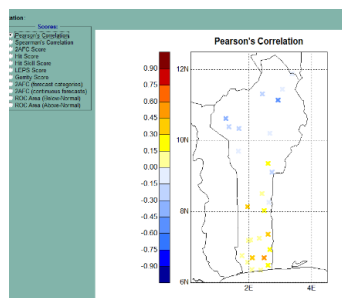 ation:
Scores:
Pearson's Correlation
Spearman's Correlation
2AFC Score
Hit Score
Hit Skill Score
LEPS Score
Gerrity Score
2AFC (forecast categories)
2AFC (continuous forecasts)
ROC Area (Below-Normal)
ROC Area (Above-Normal)
Pearson's Correlation
0.90
0.75
0.60
0.45
0.30
0.15
0.00
-0.15
-0.30
-0.45
-0.60
-0.75
-0.90
12N
10N
8N
6N
2E
4E